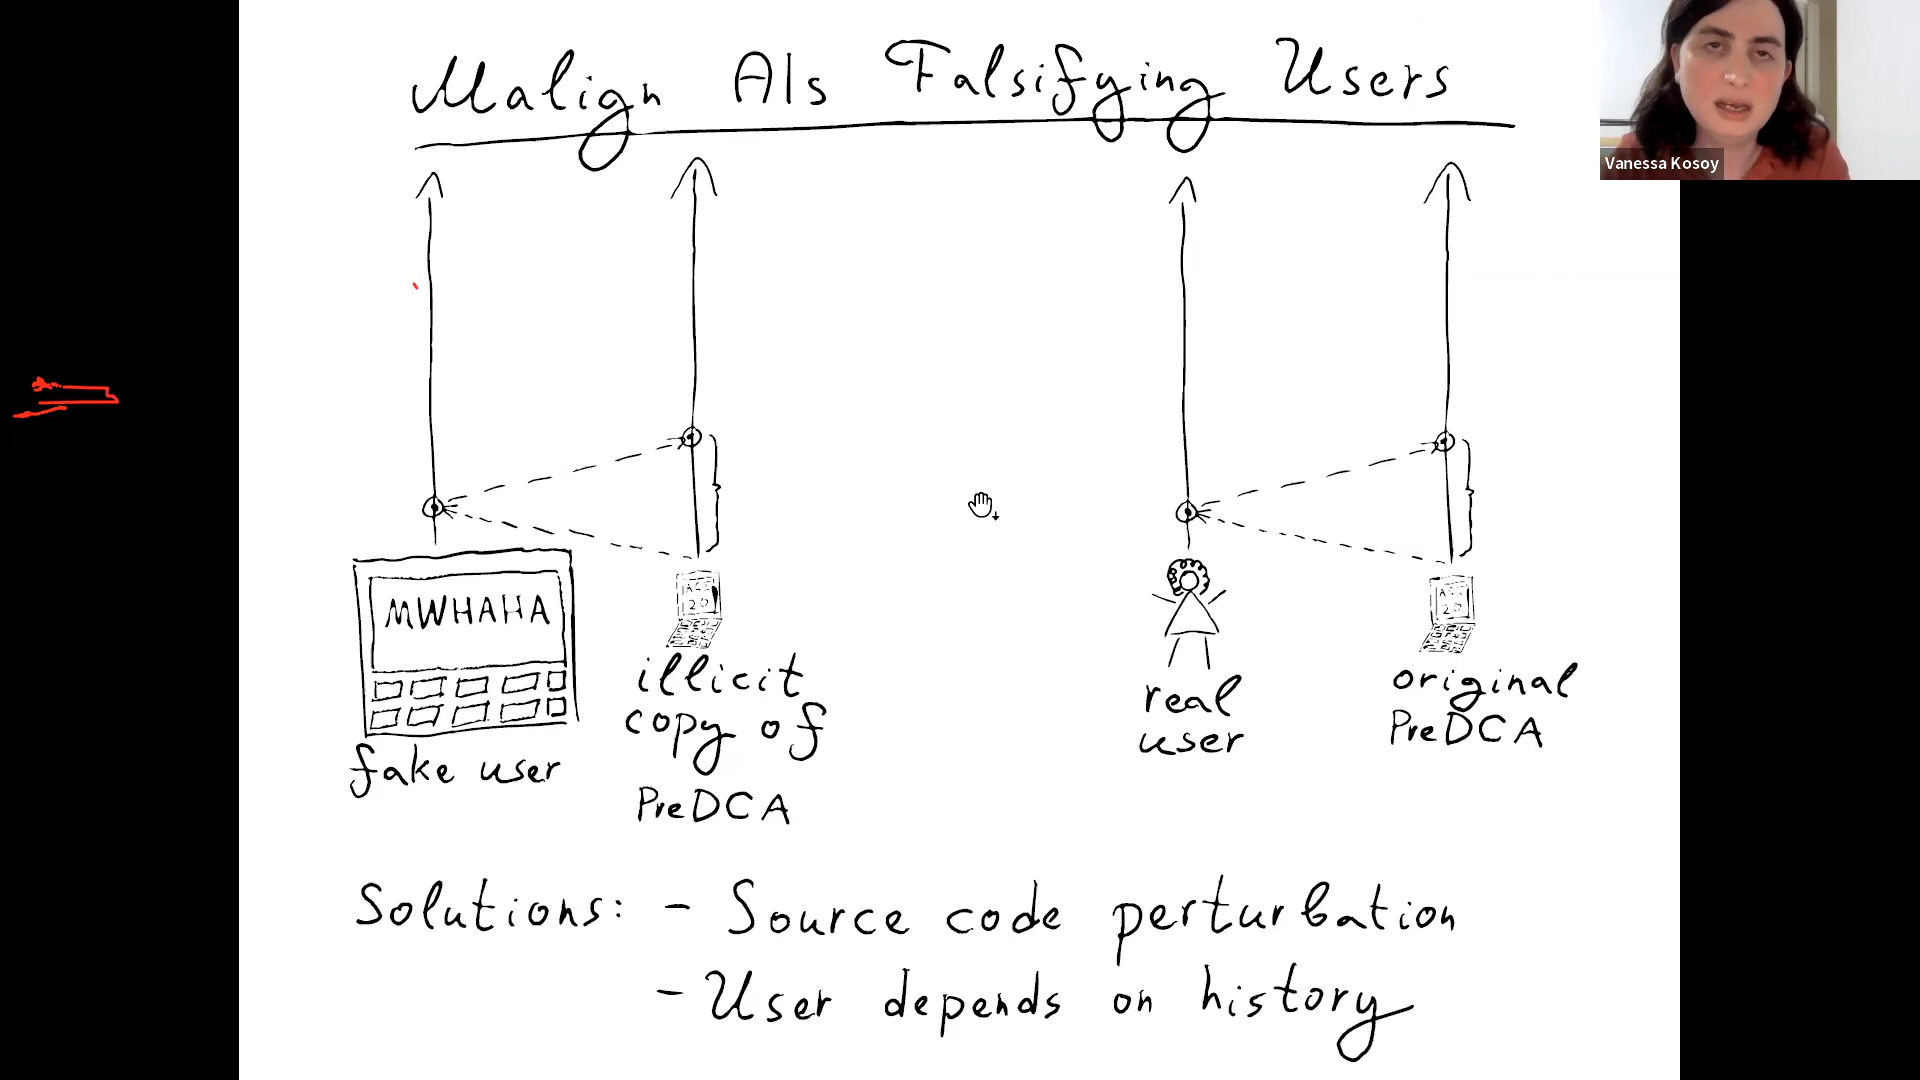 Malign AIs Falsifying Users
Vanessa Kosoy
MWHAHA
fake user
illicit
copy of
PreDCA
real
user
original
PreDCA
Solutions: - Source code perturbation
- User depends on history